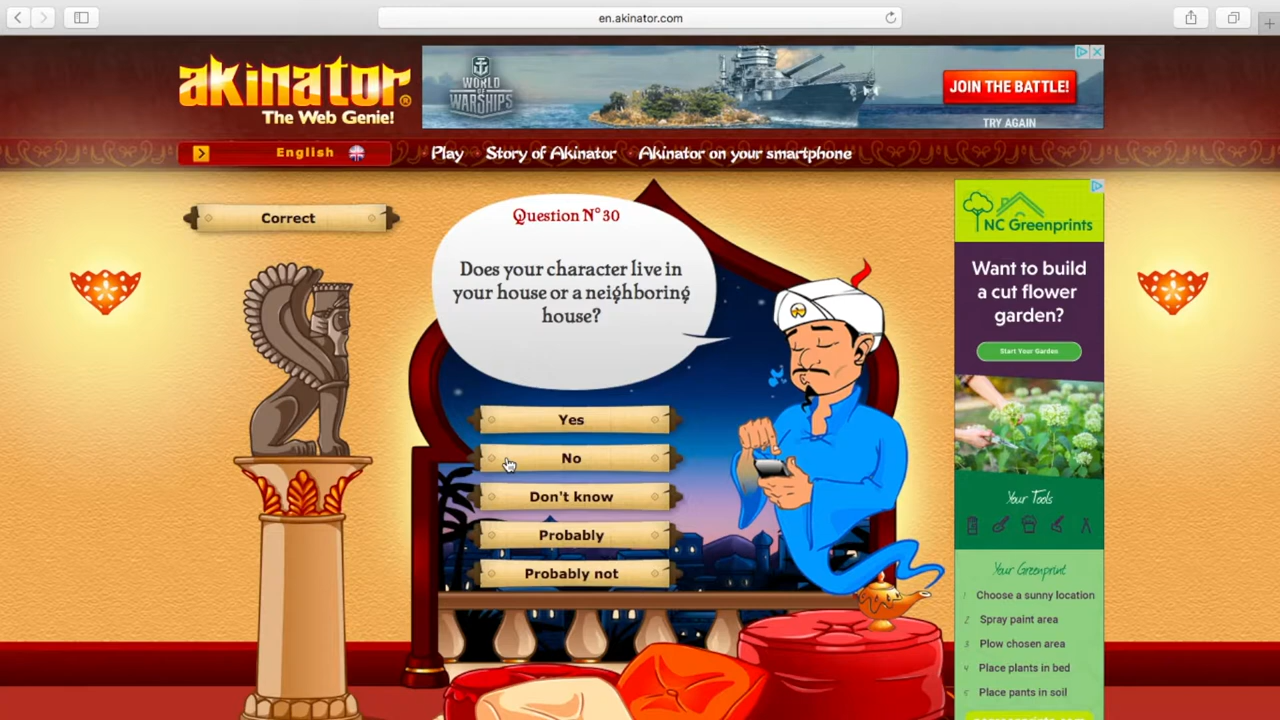 en.akinator.com
akinator®
The Web Genie!
WORLD
OF
WARSHIPS
JOIN THE BATTLE!
TRY AGAIN
English
Play
Story of Akinator
Akinator on your smartphone
Correct
Question N° 30
Does your character live in
your house or a neighboring
house?
Yes
No
Don't know
Probably
Probably not
NC Greenprints
Want to build
a cut flower
garden?
Start Your Garden
Your Tools
Your Greenprint
1 Choose a sunny location
2 Spray paint area
3 Plow chosen area
4 Place plants in bed
Place pants in soil